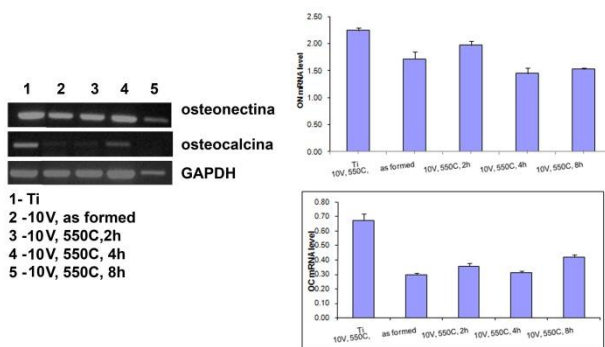 1 2 3 4 5
osteonectina
osteocalcina
GAPDH
1- Ti
2 -10V, as formed
3 -10V, 550C,2h
4 -10V, 550C, 4h
5 -10V, 550C, 8h
ON mRNA level
2.50
2.00
1.50
1.00
0.50
0.00
Ti
10V, 550C, as formed 10V, 550C, 2h 10V, 550C, 4h 10V, 550C, 8h
OC mRNA level
0.80
0.70
0.60
0.50
0.40
0.30
0.20
0.10
0.00
Ti
10V, 550C, as formed 10V, 550C, 2h 10V, 550C, 4h 10V, 550C, 8h